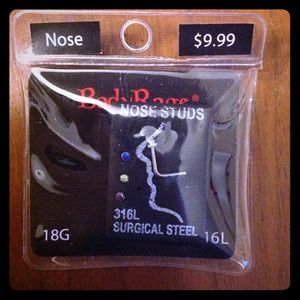 Nose
$9.99
BodyRage®
NOSE STUDS
316L
SURGICAL STEEL
18G
16L